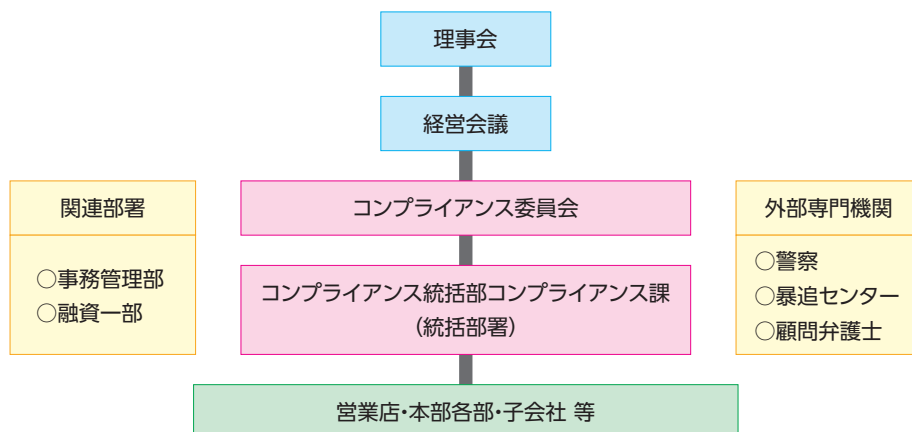 理事会
経営会議
関連部署
○事務管理部
○融資一部
コンプライアンス委員会
コンプライアンス統括部コンプライアンス課
(統括部署)
外部専門機関
○警察
○暴追センター
○顧問弁護士
営業店・本部各部・子会社 等